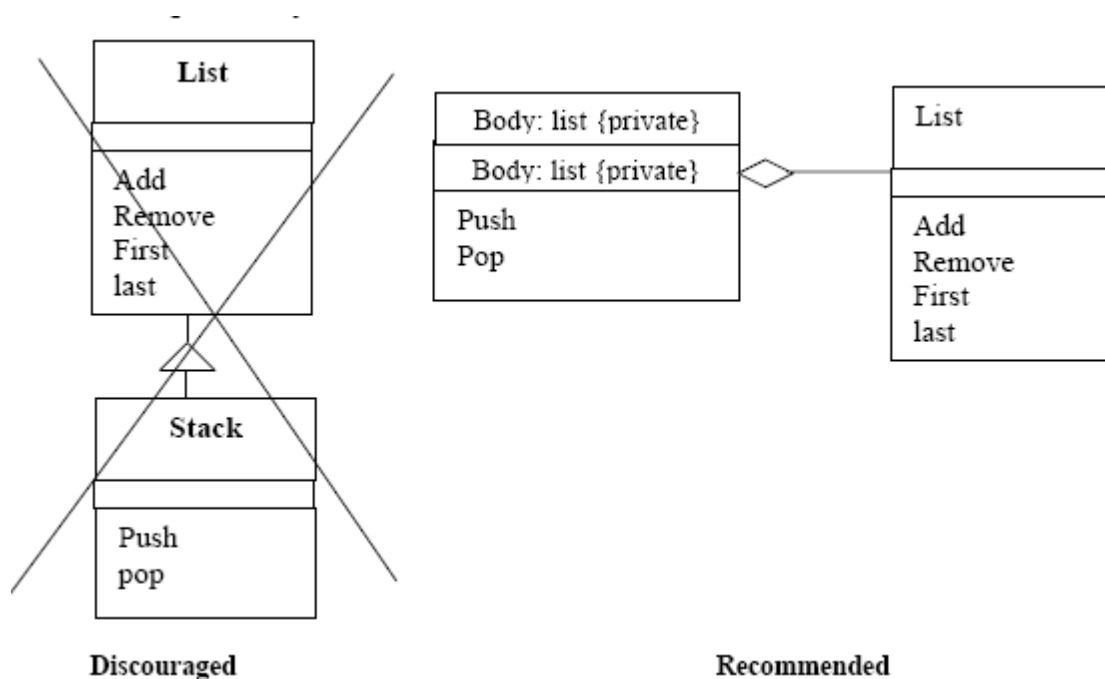 List
Add
Remove
First
last
Stack
Push
pop
Discouraged
Body: list {private}
Body: list {private}
Push
Pop
List
Add
Remove
First
last
Recommended